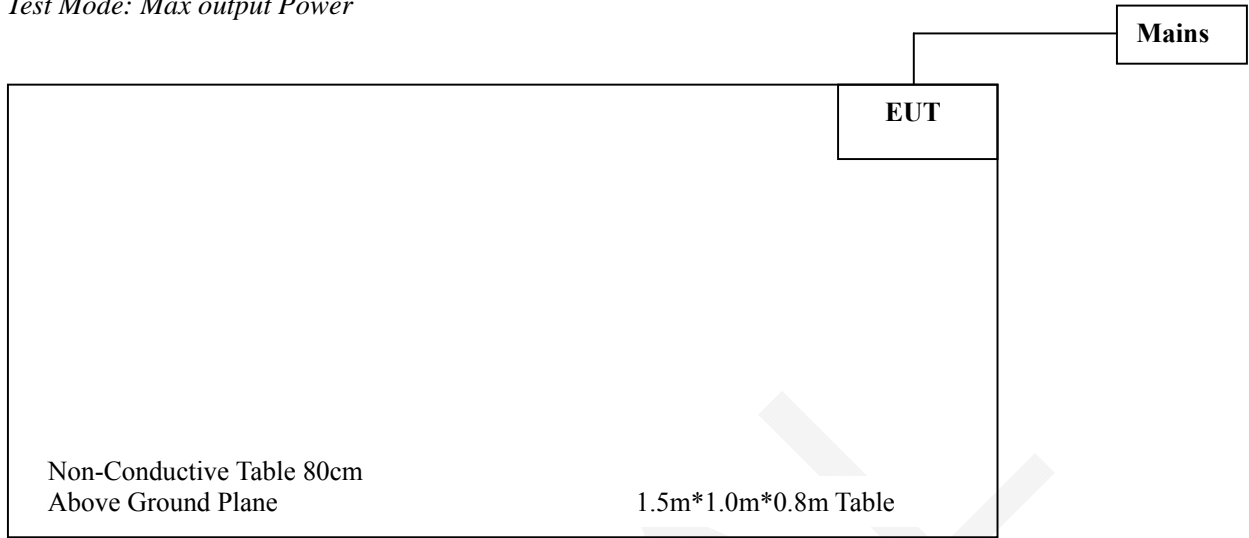 Test Mode: Max output Power
Mains
EUT
Non-Conductive Table 80cm
Above Ground Plane
1.5m*1.0m*0.8m Table